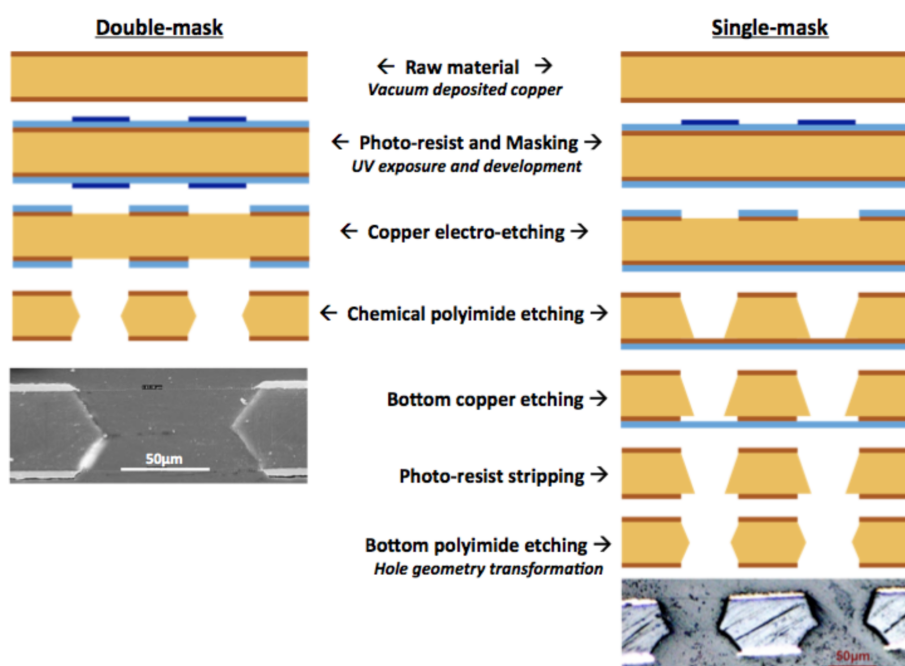 Double-mask
Single-mask
← Raw material →
Vacuum deposited copper
← Photo-resist and Masking →
UV exposure and development
← Copper electro-etching →
← Chemical polyimide etching →
Bottom copper etching →
50μm
Photo-resist stripping →
Bottom polyimide etching →
Hole geometry transformation
50μm